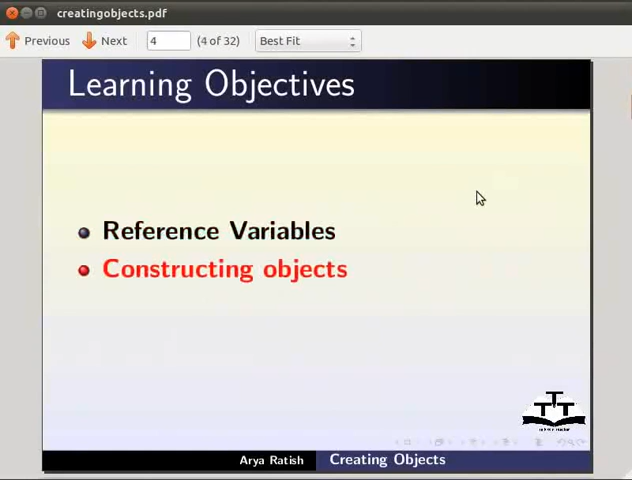 creatingobjects.pdf
Previous Next 4 (4 of 32) Best Fit
Learning Objectives
Reference Variables
Constructing objects
TTT
Arya Ratish Creating Objects